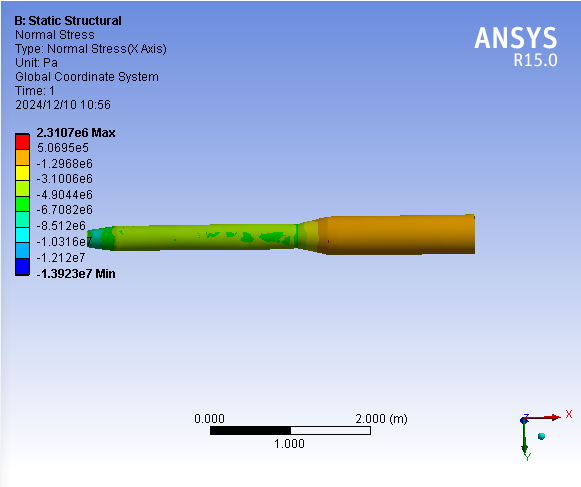 B: Static Structural
Normal Stress
Type: Normal Stress(X Axis)
Unit: Pa
Global Coordinate System
Time: 1
2024/12/10 10:56
ANSYS
R15.0
2.3107e6 Max
5.0695e5
-1.2968e6
-3.1006e6
-4.9044e6
-6.7082e6
-8.512e6
-1.0316e
-1.212e7
-1.3923e7 Min
0.000
2.000 (m)
1.000
X
Z
Y